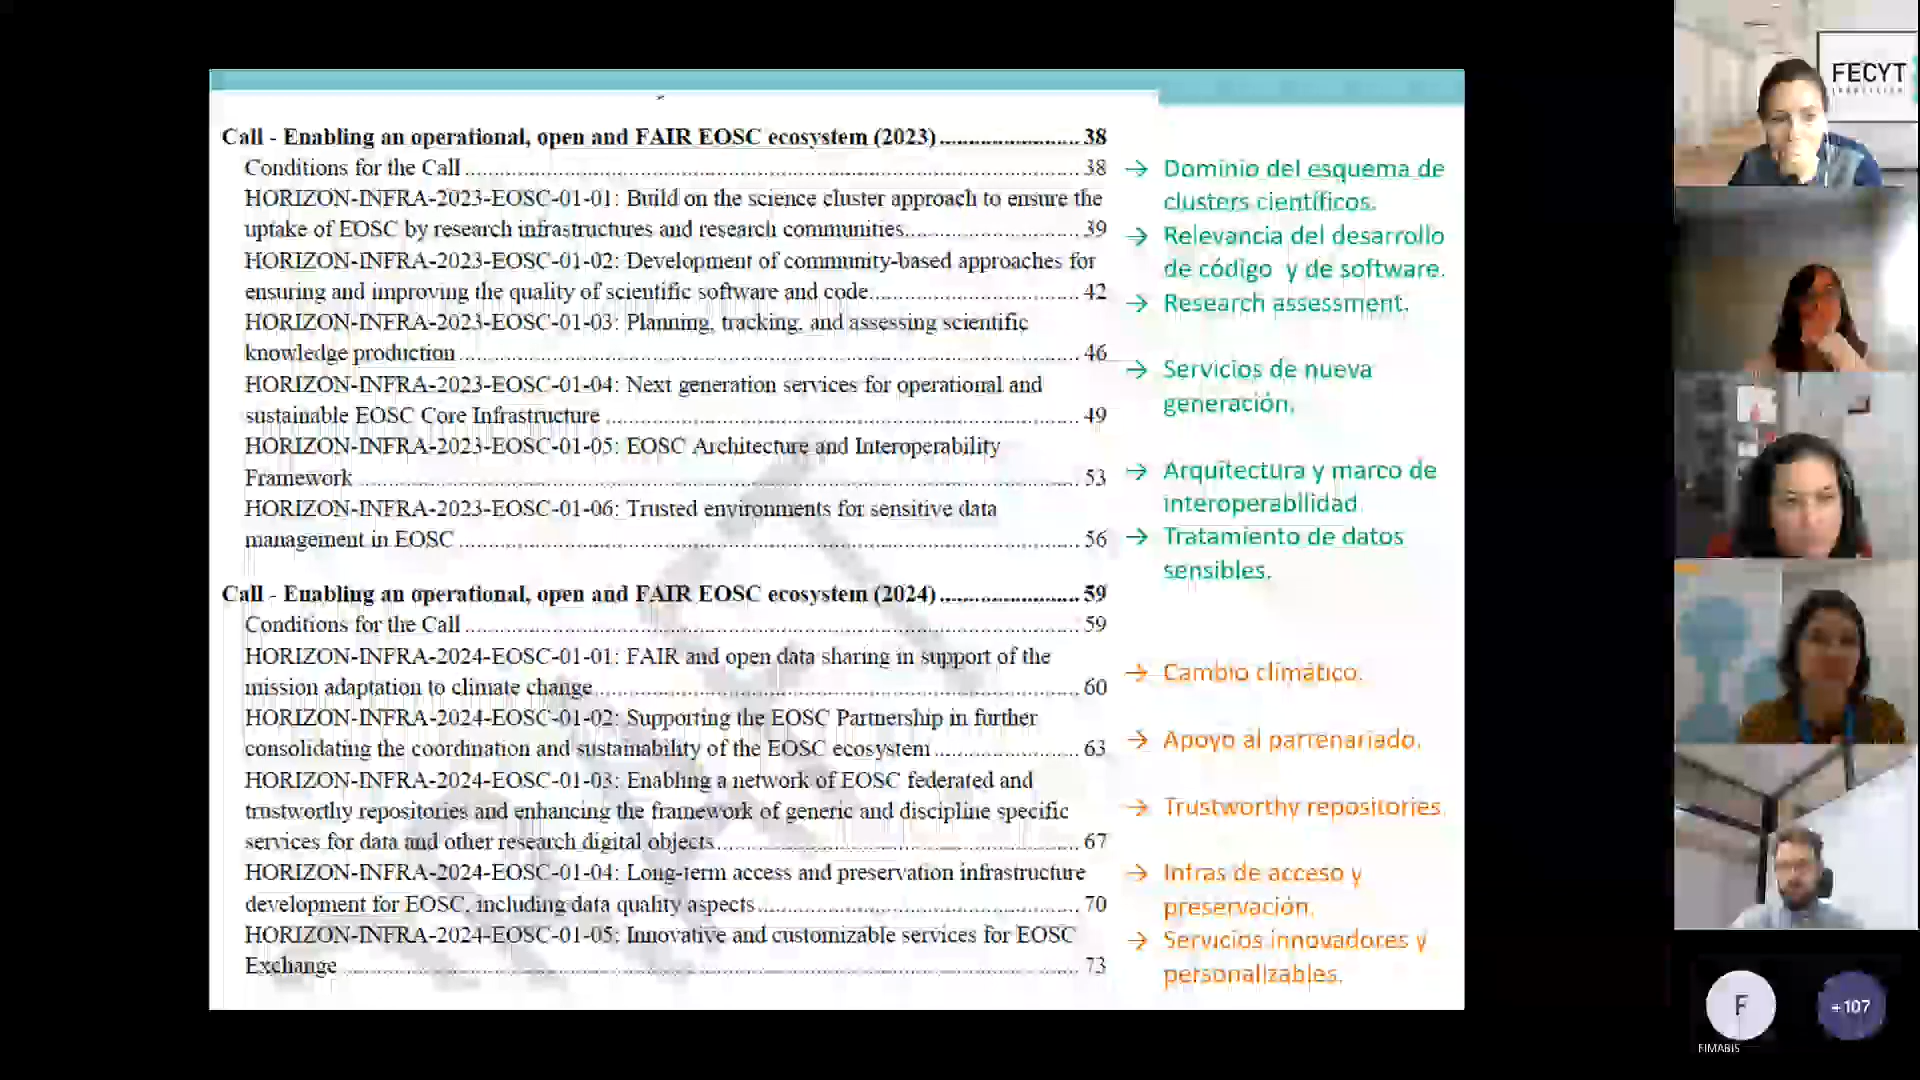 Call - Enabling an operational, open and FAIR EOSC ecosystem (2023) 38
Conditions for the Call 38
HORIZON-INFRA-2023-EOSC-01-01: Build on the science cluster approach to ensure the
uptake of EOSC by research infrastructures and research communities 39
HORIZON-INFRA-2023-EOSC-01-02: Development of community-based approaches for
ensuring and improving the quality of scientific software and code 42
HORIZON-INFRA-2023-EOSC-01-03: Planning, tracking, and assessing scientific
knowledge production 46
HORIZON-INFRA-2023-EOSC-01-04: Next generation services for operational and
sustainable EOSC Core Infrastructure 49
HORIZON-INFRA-2023-EOSC-01-05: EOSC Architecture and Interoperability
Framework 53
HORIZON-INFRA-2023-EOSC-01-06: Trusted environments for sensitive data
management in EOSC 56
Call - Enabling an operational, open and FAIR EOSC ecosystem (2024) 59
Conditions for the Call 59
HORIZON-INFRA-2024-EOSC-01-01: FAIR and open data sharing in support of the
mission adaptation to climate change 60
HORIZON-INFRA-2024-EOSC-01-02: Supporting the EOSC Partnership in further
consolidating the coordination and sustainability of the EOSC ecosystem 63
HORIZON-INFRA-2024-EOSC-01-03: Enabling a network of EOSC federated and
trustworthy repositories and enhancing the framework of generic and discipline specific
services for data and other research digital objects 67
HORIZON-INFRA-2024-EOSC-01-04: Long-term access and preservation infrastructure
development for EOSC, including data quality aspects 70
HORIZON-INFRA-2024-EOSC-01-05: Innovative and customizable services for EOSC
Exchange 73
→ Dominio del esquema de
clusters científicos.
→ Relevancia del desarrollo
de código y de software.
→ Research assessment.
→ Servicios de nueva
generación.
→ Arquitectura y marco de
interoperabilidad
→ Tratamiento de datos
sensibles.
→ Cambio climático.
→ Apoyo al partenariado.
→ Trustworthy repositories.
→ Infras de acceso y
preservación.
→ Servicios innovadores y
personalizables.
FECYT
F
+107
FIMABIS